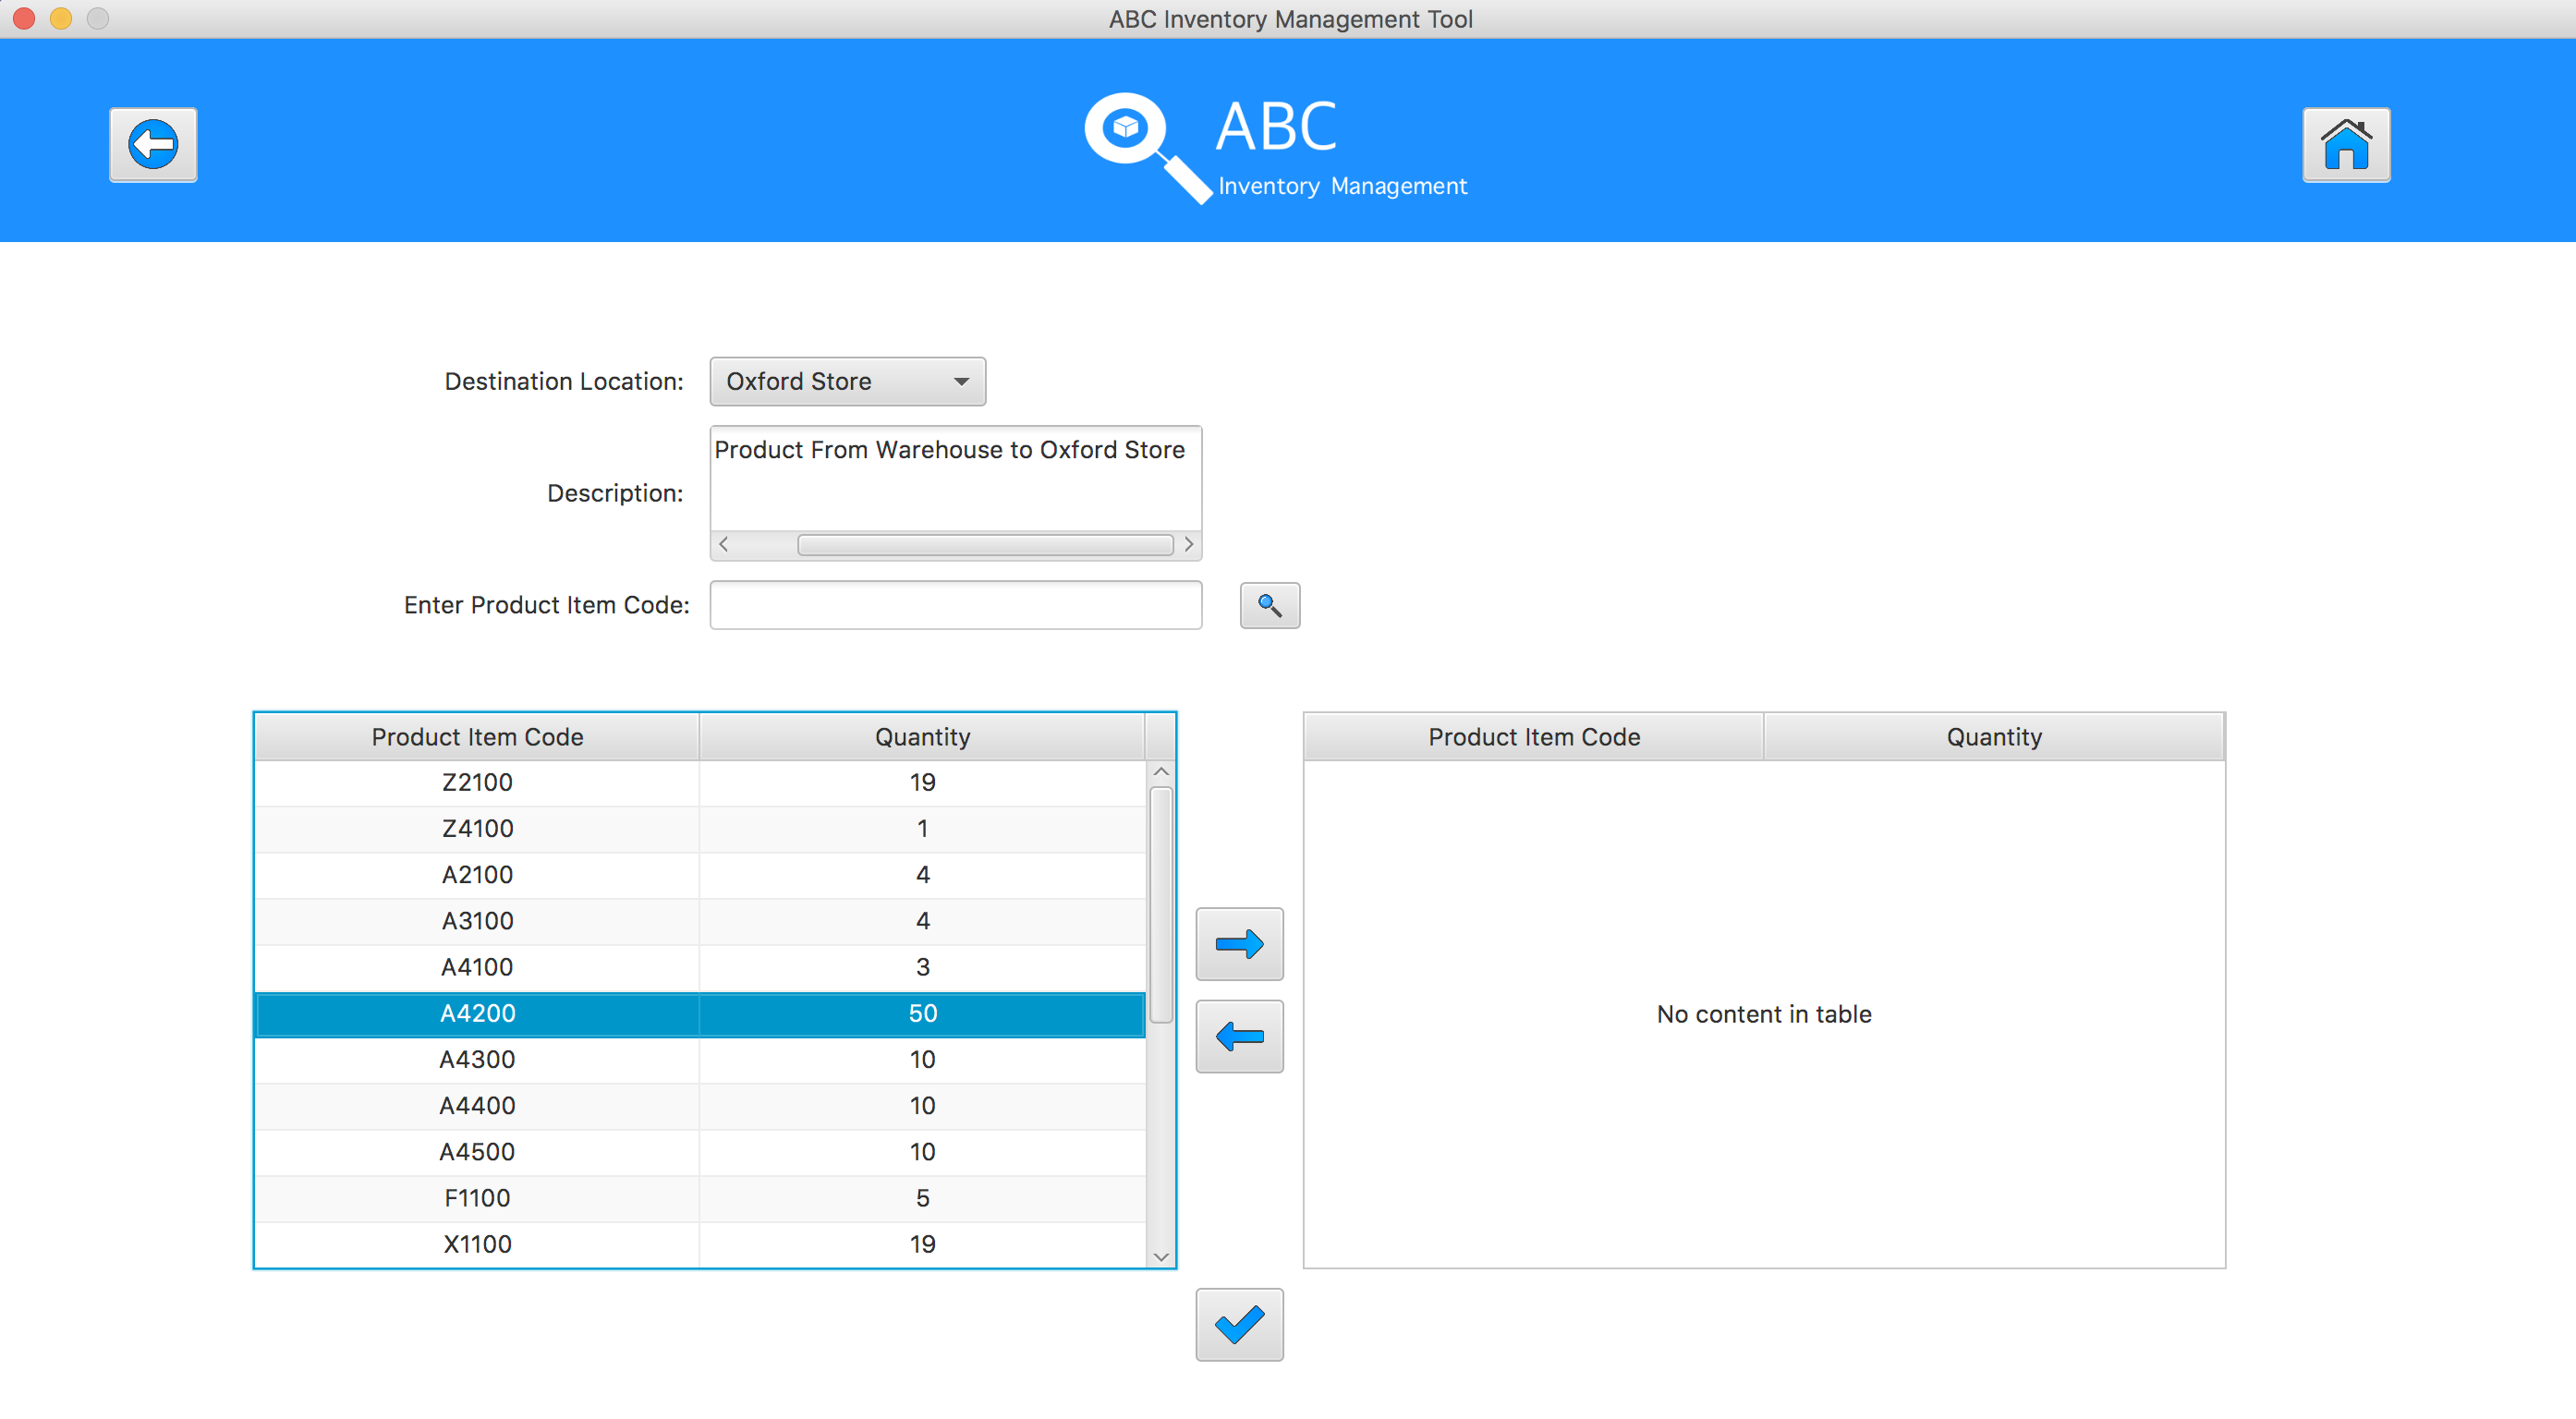 ABC Inventory Management Tool
ABC
Inventory Management
Destination Location: Oxford Store
Product From Warehouse to Oxford Store
Description:
Enter Product Item Code:
Product Item Code Quantity
Z2100 19
Z4100 1
A2100 4
A3100 4
A4100 3
A4200 50
A4300 10
A4400 10
A4500 10
F1100 5
X1100 19
Product Item Code Quantity
No content in table